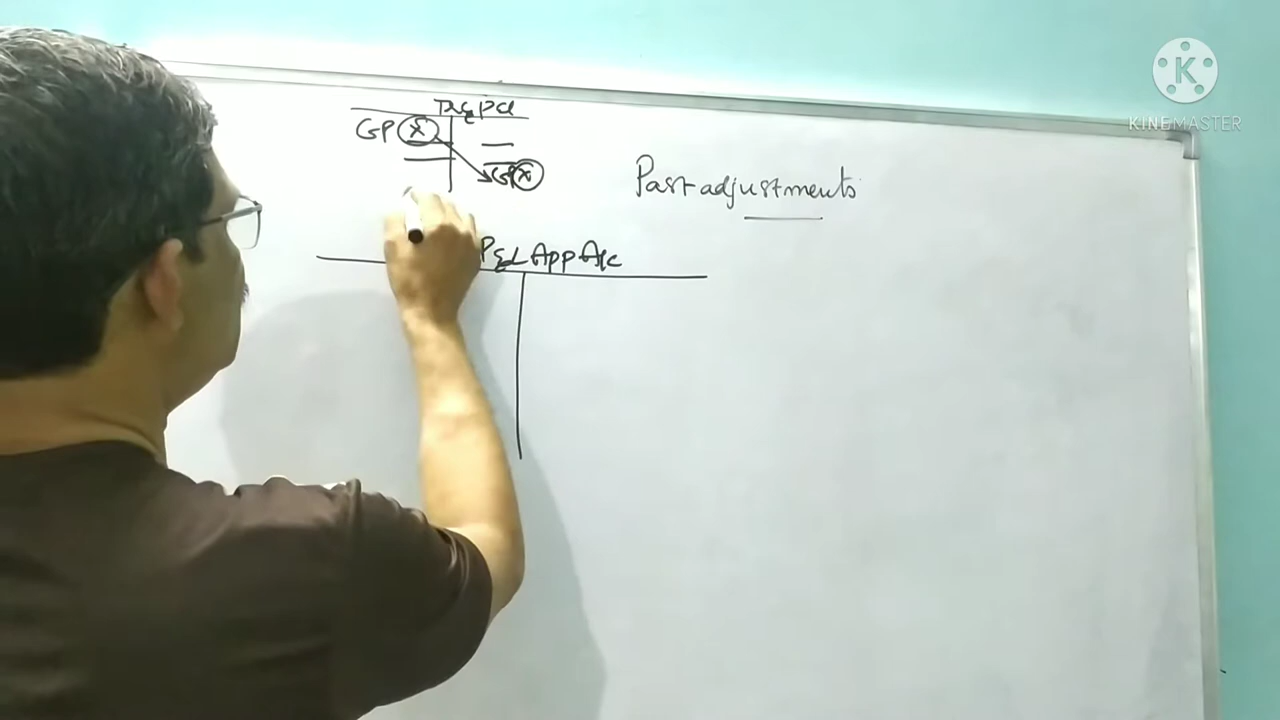 Tr & P/L
GP X
GP X
Past adjustments
P & L App A/c
K
KINEMASTER